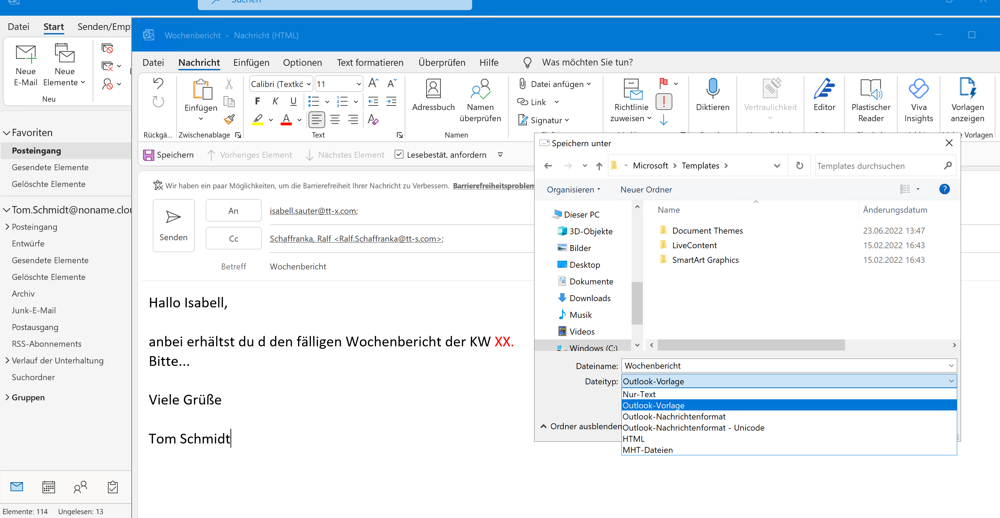 Suchen
Datei
Start
Senden/Empf
Neue
E-Mail
Neue
Elemente
Neu
Favoriten
Posteingang
Gesendete Elemente
Gelöschte Elemente
Tom.Schmidt@noname.clou
Posteingang
Entwürfe
Gesendete Elemente
Gelöschte Elemente
Archiv
Junk-E-Mail
Postausgang
RSS-Abonnements
Verlauf der Unterhaltung
Suchordner
Gruppen
Elemente: 114 Ungelesen: 13
Wochenbericht - Nachricht (HTML)
Datei Nachricht Einfügen Optionen Text formatieren Überprüfen Hilfe Was möchten Sie tun?
Rückgä...
Einfügen
Zwischenablage
Calibri (Textkö 11
F K U
Text
Adressbuch
Namen
überprüfen
Namen
Datei anfügen
Link
Signatur
Richtlinie
zuweisen
Diktieren
Vertraulichkeit
Editor
Plastischer
Reader
Viva
Insights
Vorlagen
anzeigen
Vorlagen
Speichern Vorheriges Element Nächstes Element Lesebestät. anfordern
Wir haben ein paar Möglichkeiten, um die Barrierefreiheit Ihrer Nachricht zu Verbessern. Barrierefreiheitsproblem
Senden
An isabell.sauter@tt-x.com;
Cc Schaffranka, Ralf <Ralf.Schaffranka@tt-s.com>;
Betreff Wochenbericht
Hallo Isabell,
anbei erhältst du d den fälligen Wochenbericht der KW XX.
Bitte...
Viele Grüße
Tom Schmidt
Speichern unter
« Microsoft Templates
Templates durchsuchen
Organisieren Neuer Ordner
Dieser PC
3D-Objekte
Bilder
Desktop
Dokumente
Downloads
Musik
Videos
Windows (C:)
Name Änderungsdatum
Document Themes 23.06.2022 13:47
LiveContent 15.02.2022 16:43
SmartArt Graphics 15.02.2022 16:43
Dateiname: Wochenbericht
Dateityp: Outlook-Vorlage
Nur-Text
Outlook-Vorlage
Outlook-Nachrichtenformat
Outlook-Nachrichtenformat - Unicode
HTML
MHT-Dateien
Ordner ausblenden